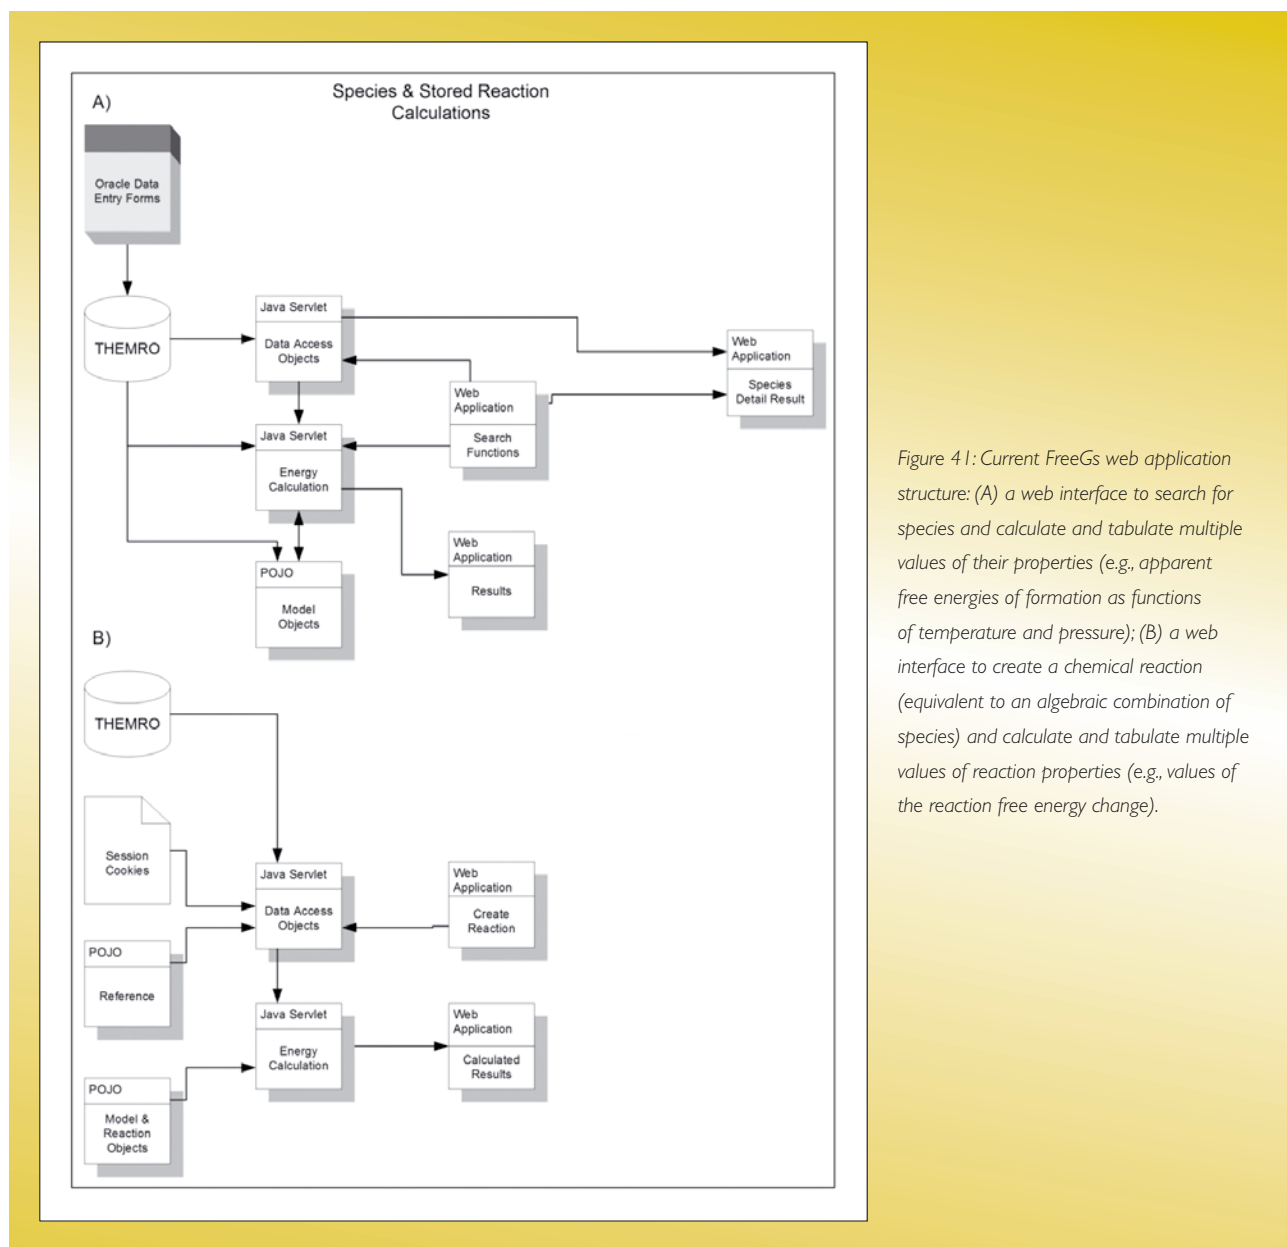 Species & Stored Reaction
Calculations
A)
Oracle Data
Entry Forms
THEMRO
Java Servlet
Data Access
Objects
Web
Application
Species
Detail Result
Web
Application
Search
Functions
Java Servlet
Energy
Calculation
Web
Application
Results
POJO
Model
Objects
B)
THEMRO
Session
Cookies
Java Servlet
Data Access
Objects
Web
Application
Create
Reaction
POJO
Reference
Java Servlet
Energy
Calculation
Web
Application
Calculated
Results
POJO
Model &
Reaction
Objects
Figure 41: Current FreeGs web application
structure: (A) a web interface to search for
species and calculate and tabulate multiple
values of their properties (e.g., apparent
free energies of formation as functions
of temperature and pressure); (B) a web
interface to create a chemical reaction
(equivalent to an algebraic combination of
species) and calculate and tabulate multiple
values of reaction properties (e.g., values of
the reaction free energy change).